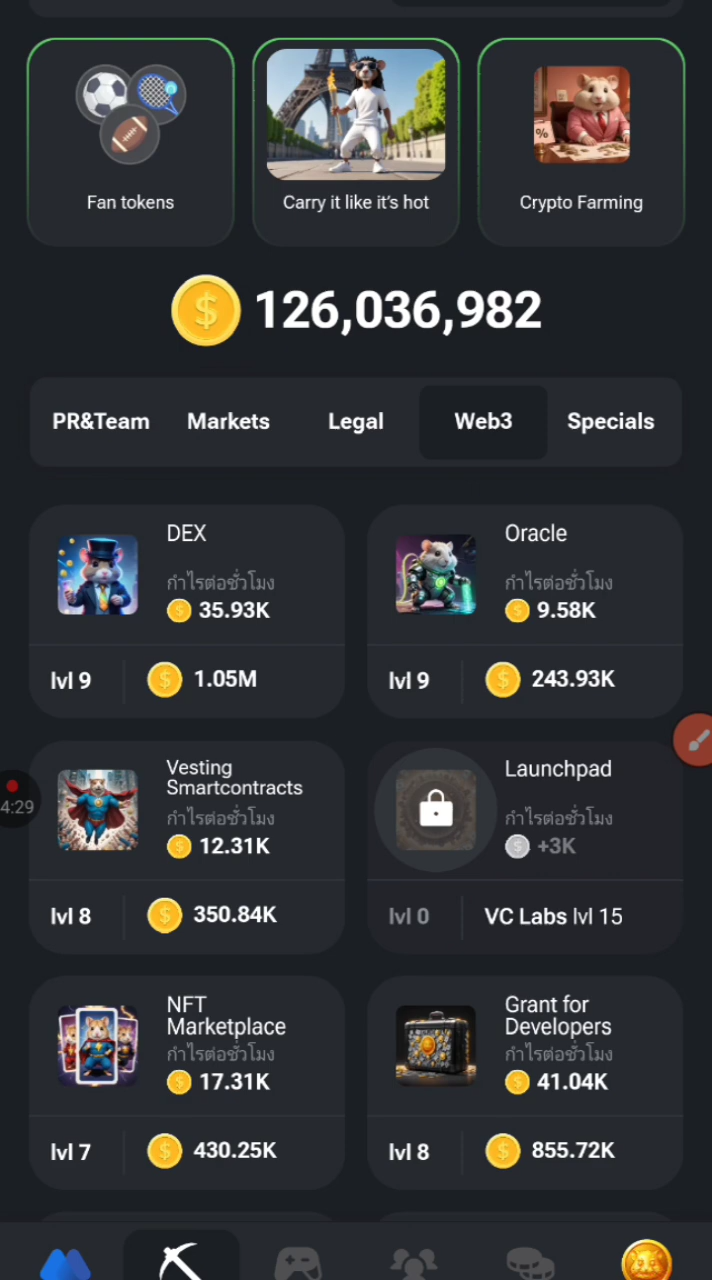 Fan tokens
Carry it like it's hot
%
Crypto Farming
126,036,982
PR&Team Markets Legal Web3 Specials
DEX
กำไรต่อชั่วโมง
35.93K
lvl 9 1.05M
Oracle
กำไรต่อชั่วโมง
9.58K
lvl 9 243.93K
Vesting
Smartcontracts
กำไรต่อชั่วโมง
12.31K
lvl 8 350.84K
Launchpad
กำไรต่อชั่วโมง
+3K
lvl 0 VC Labs lvl 15
4:29
NFT
Marketplace
กำไรต่อชั่วโมง
17.31K
lvl 7 430.25K
Grant for
Developers
กำไรต่อชั่วโมง
41.04K
lvl 8 855.72K